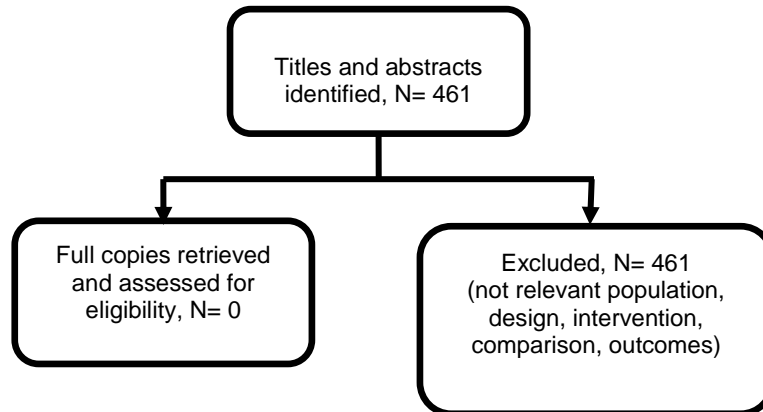 Titles and abstracts
identified, N= 461
Full copies retrieved
and assessed for
eligibility, N= 0
Excluded, N= 461
(not relevant population,
design, intervention,
comparison, outcomes)